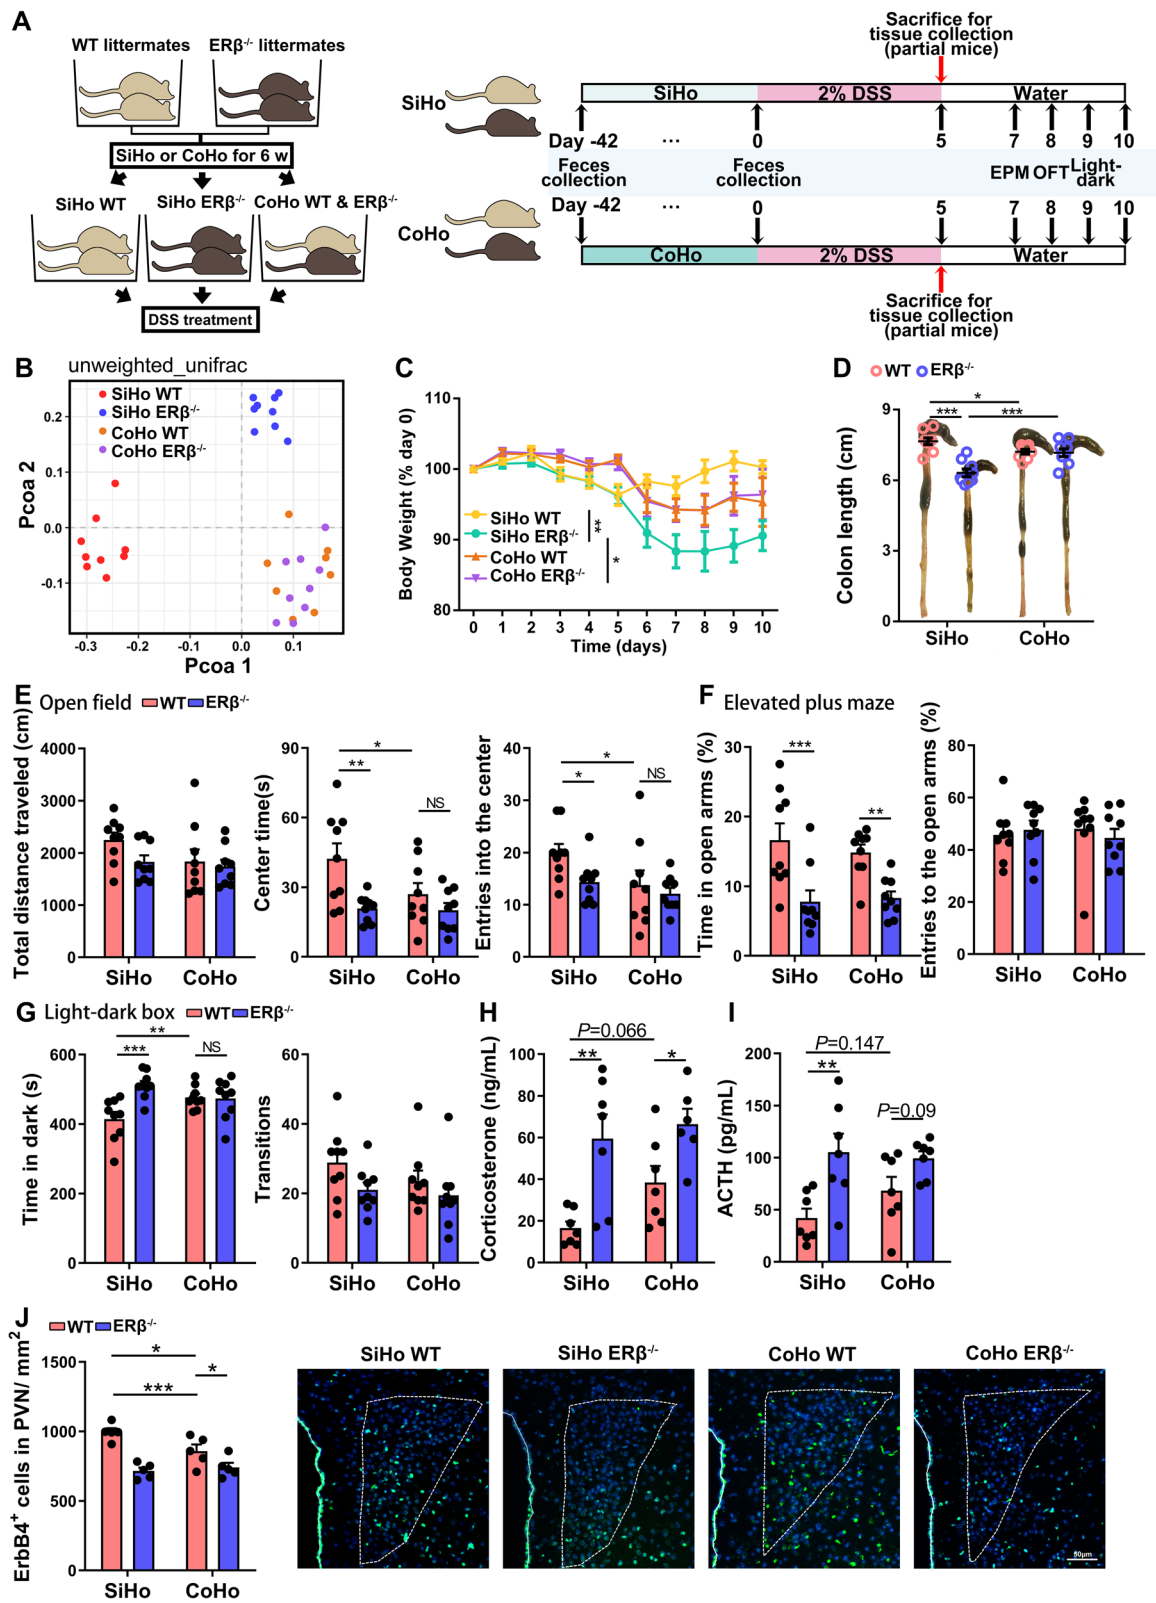 A
WT littermates
ERβ-/- littermates
SiHo or CoHo for 6 w
SiHo WT
SiHo ERβ-/-
CoHo WT & ERβ-/-
DSS treatment
Sacrifice for
tissue collection
(partial mice)
SiHo
SiHo
2% DSS
Water
Day -42
...
0
5
7
8
9
10
Feces
collection
Feces
collection
EPM
OFT
Light-
dark
Day -42
...
0
5
7
8
9
10
CoHo
CoHo
2% DSS
Water
Sacrifice for
tissue collection
(partial mice)
B
unweighted_unifrac
SiHo WT
SiHo ERβ-/-
CoHo WT
CoHo ERβ-/-
Pcoa 2
0.2
0.1
0.0
-0.1
-0.3
-0.2
-0.1
0.0
0.1
Pcoa 1
C
Body Weight (% day 0)
110
100
90
80
SiHo WT
SiHo ERβ-/-
CoHo WT
CoHo ERβ-/-
**
*
0 1 2 3 4 5 6 7 8 9 10
Time (days)
D
WT
ERβ-/-
*
***
***
Colon length (cm)
9
6
3
0
SiHo
CoHo
E
Open field
WT
ERβ-/-
Total distance traveled (cm)
4000
3000
2000
1000
0
SiHo
CoHo
Center time(s)
90
60
30
0
*
**
NS
SiHo
CoHo
Entries into the center
40
30
20
10
0
*
*
NS
SiHo
CoHo
F
Elevated plus maze
Time in open arms (%)
30
20
10
0
***
**
SiHo
CoHo
Entries to the open arms (%)
80
60
40
20
0
SiHo
CoHo
G
Light-dark box
WT
ERβ-/-
Time in dark (s)
600
400
200
0
**
***
NS
SiHo
CoHo
Transitions
60
40
20
0
SiHo
CoHo
H
Corticosterone (ng/mL)
100
80
60
40
20
0
P=0.066
**
*
SiHo
CoHo
I
ACTH (pg/mL)
200
150
100
50
0
P=0.147
**
P=0.09
SiHo
CoHo
J
WT
ERβ-/-
ErbB4+ cells in PVN/ mm2
1500
1000
500
0
*
*
***
SiHo
CoHo
SiHo WT
SiHo ERβ-/-
CoHo WT
CoHo ERβ-/-
50μm